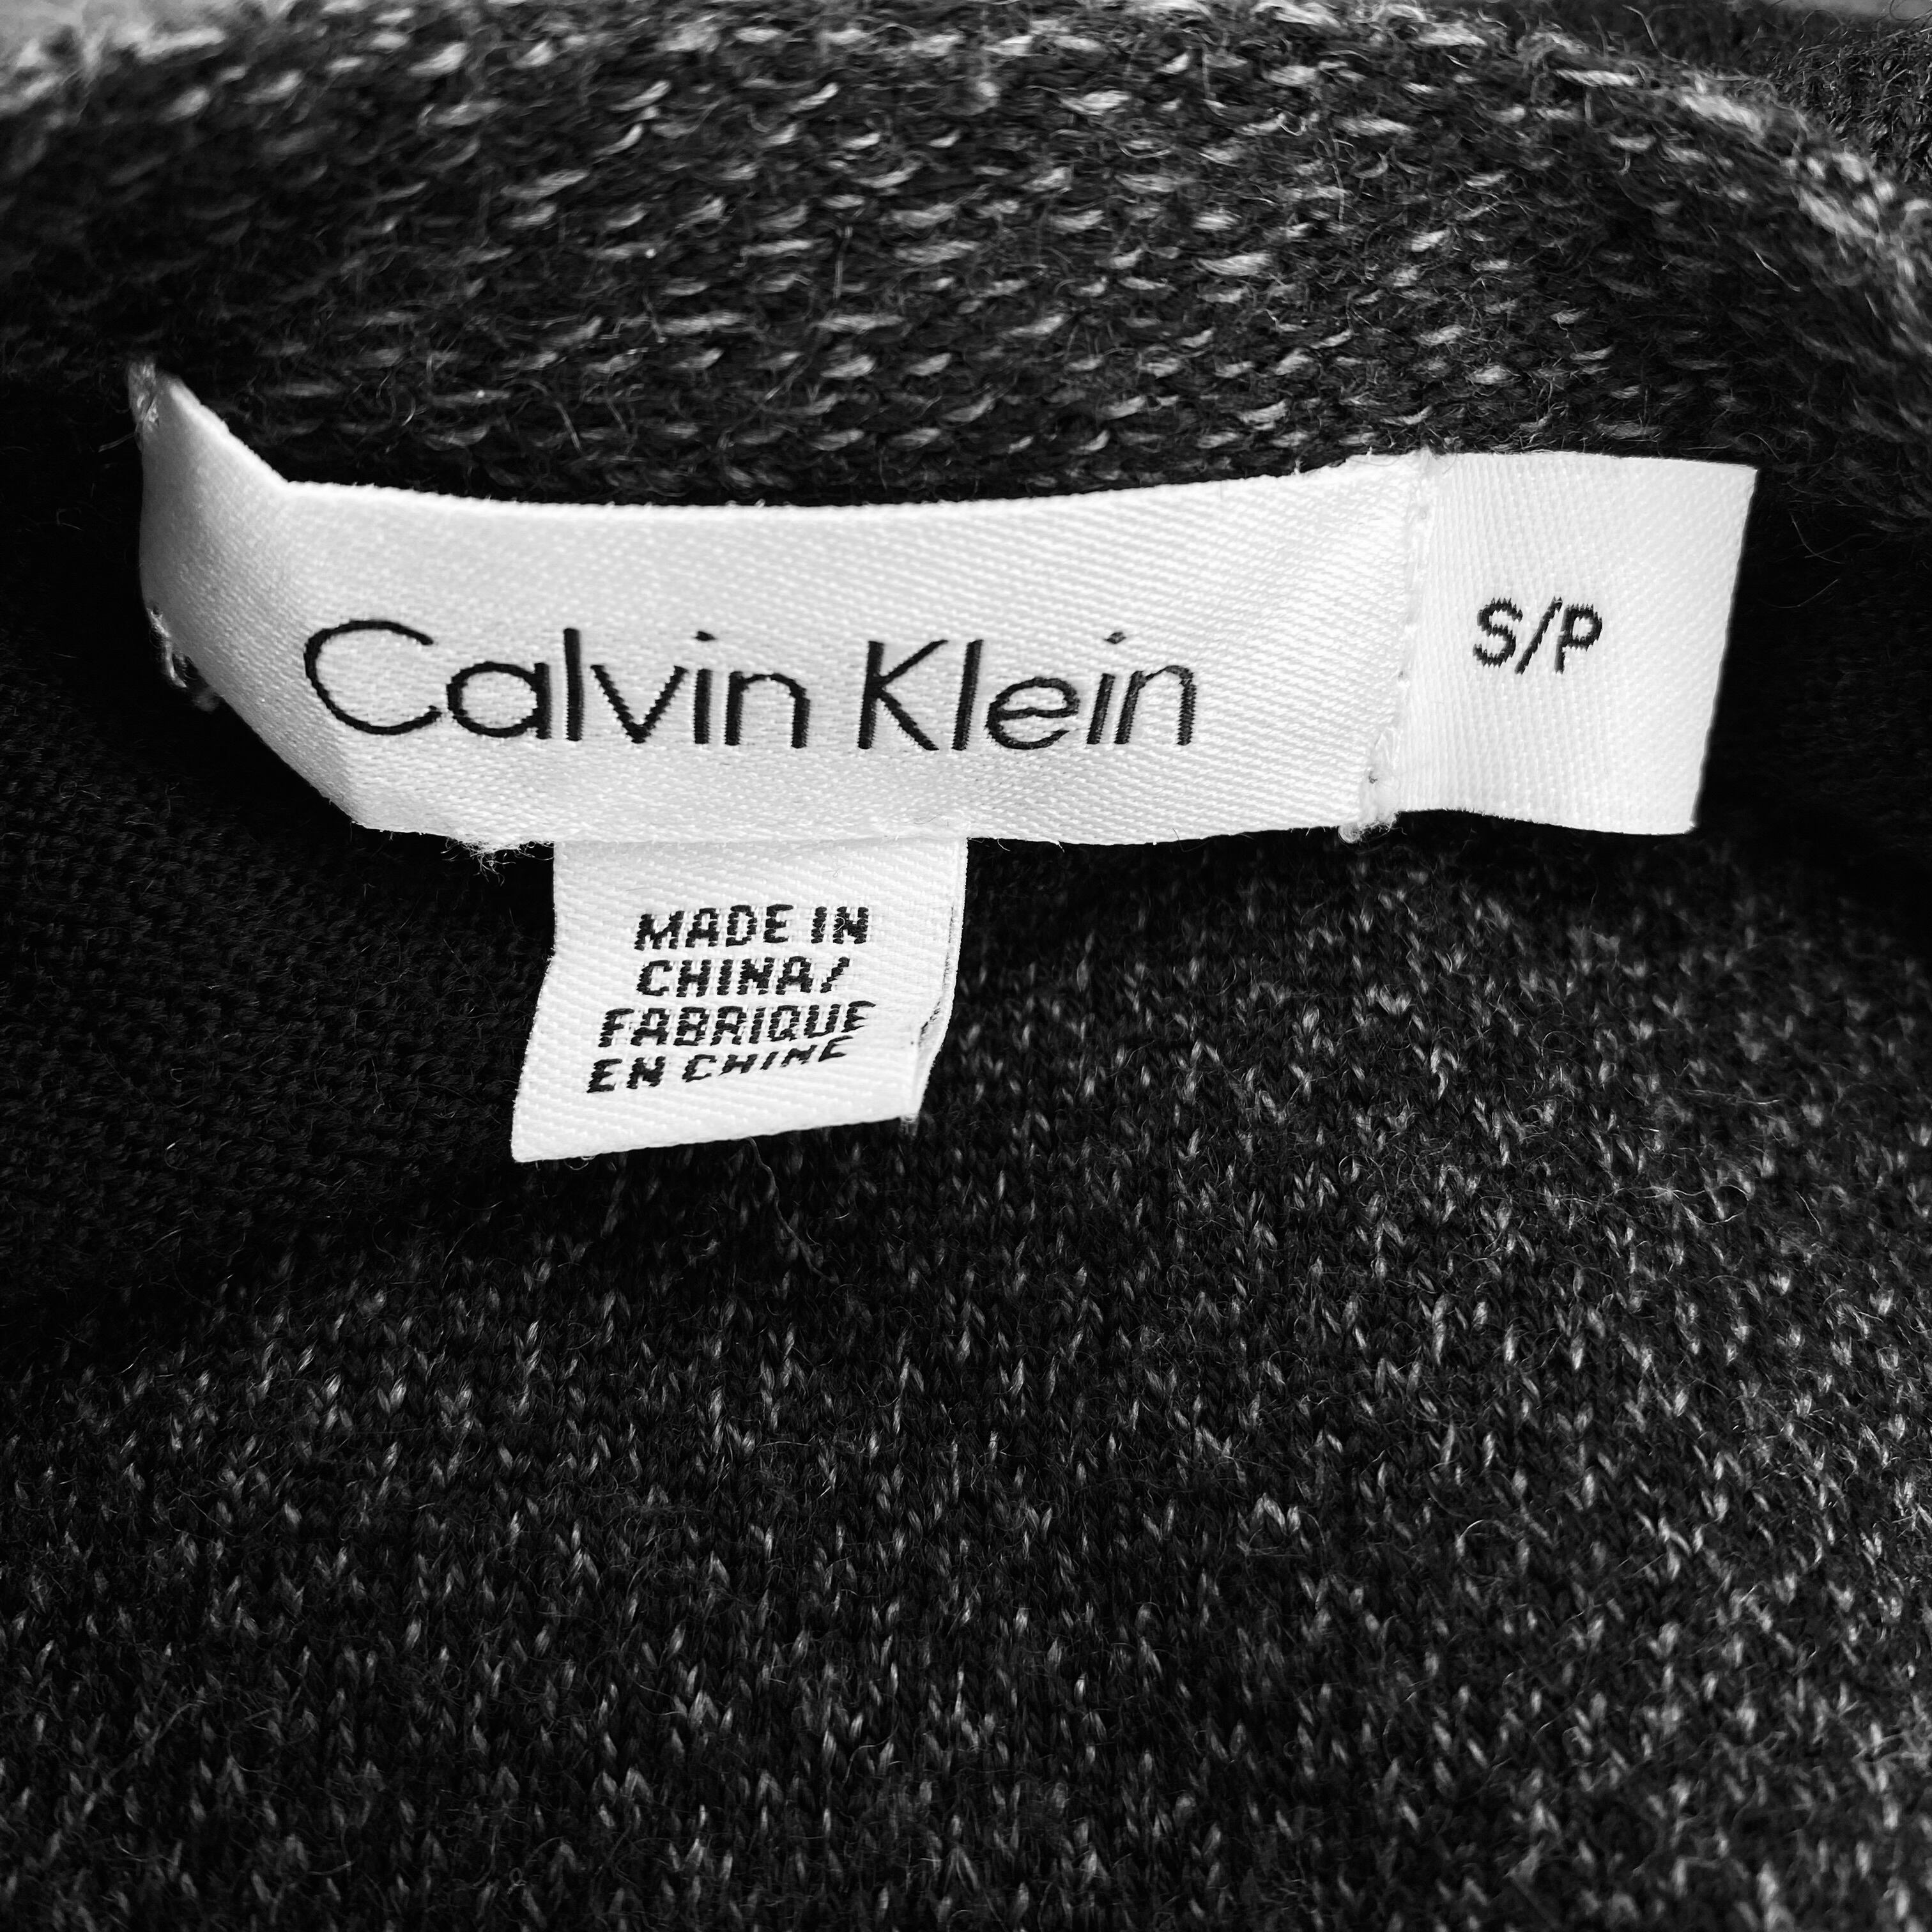 Calvin Klein
S/P
MADE IN
CHINA/
FABRIQUE
EN CHINE